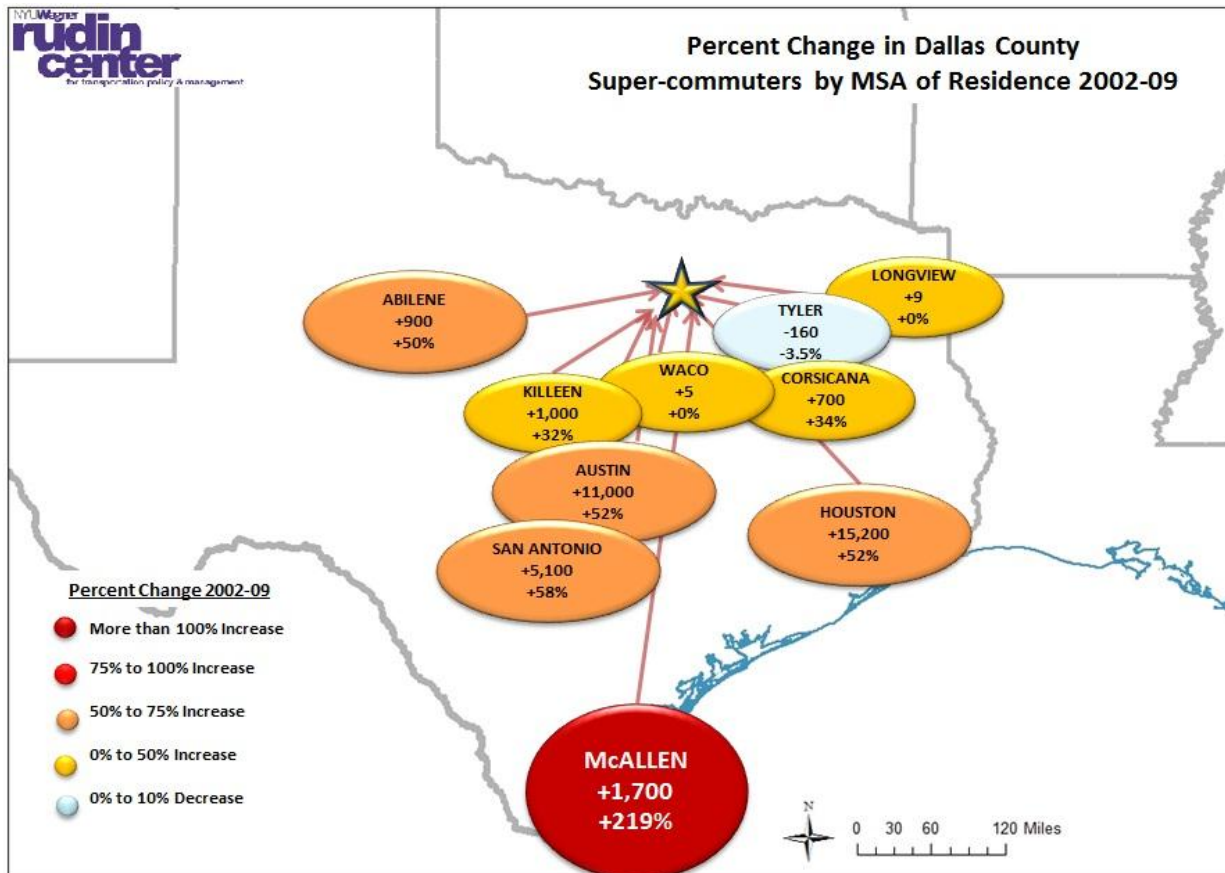 NYUWagner
rudin
center
for transportation policy & management
Percent Change in Dallas County
Super-commuters by MSA of Residence 2002-09
LONGVIEW
+9
+0%
ABILENE
+900
+50%
TYLER
-160
-3.5%
WACO
+5
+0%
CORSICANA
+700
+34%
KILLEEN
+1,000
+32%
AUSTIN
+11,000
+52%
HOUSTON
+15,200
+52%
SAN ANTONIO
+5,100
+58%
Percent Change 2002-09
More than 100% Increase
75% to 100% Increase
50% to 75% Increase
0% to 50% Increase
0% to 10% Decrease
McALLEN
+1,700
+219%
N
0 30 60 120 Miles